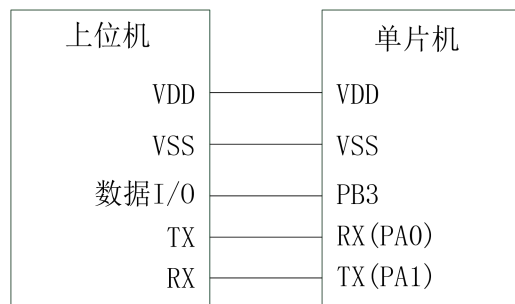 上位机
单片机
VDD
VDD
VSS
VSS
数据I/O
PB3
TX
RX(PA0)
RX
TX(PA1)